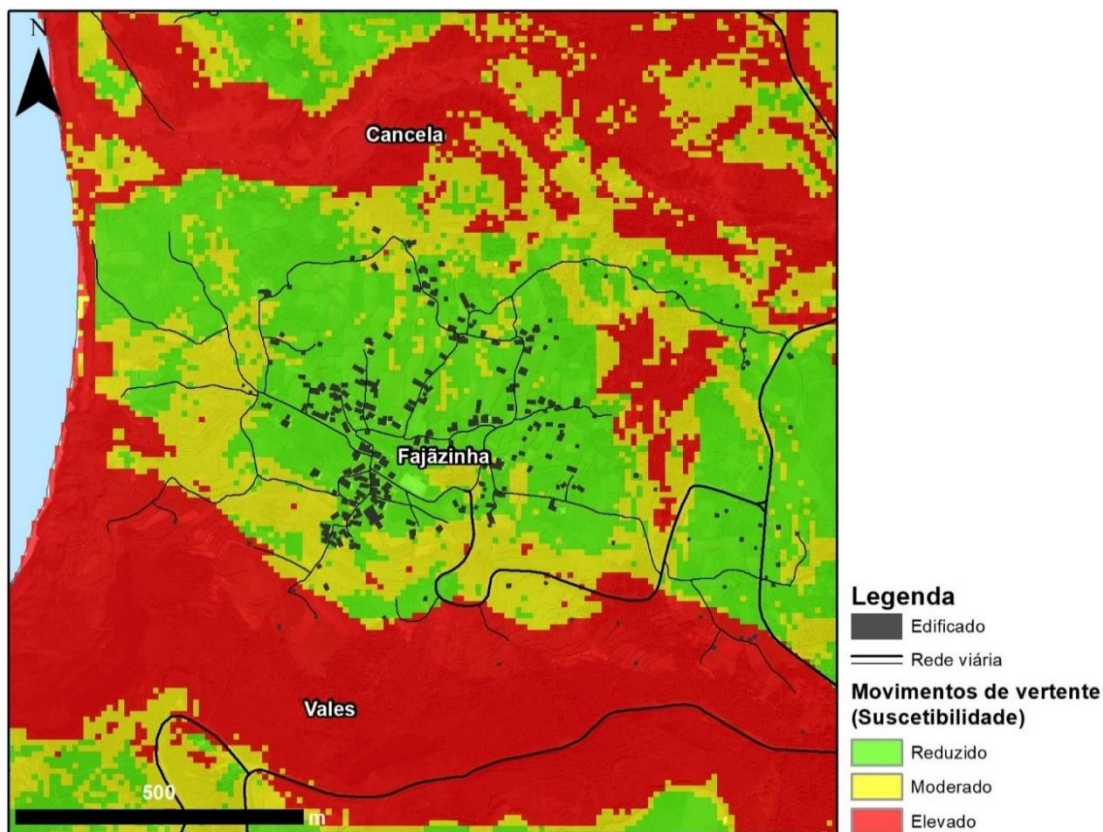 N
Cancela
Fajãzinha
Vales
500
m
Legenda
Edificado
Rede viária
Movimentos de vertente
(Suscetibilidade)
Reduzido
Moderado
Elevado